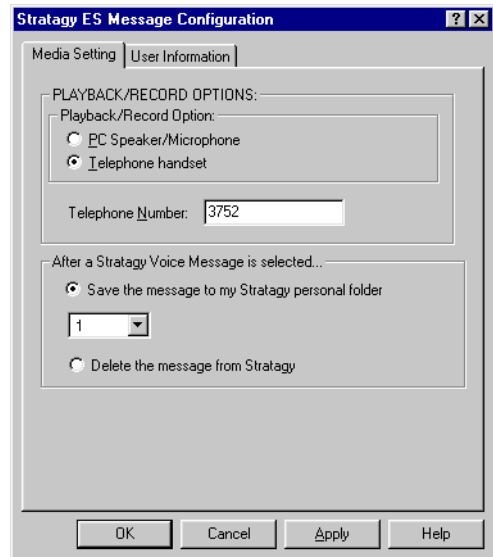 Stratagy ES Message Configuration
Media Setting User Information
PLAYBACK/RECORD OPTIONS:
Playback/Record Option:
PC Speaker/Microphone
Telephone handset
Telephone Number: 3752
After a Stratagy Voice Message is selected...
Save the message to my Stratagy personal folder
1
Delete the message from Stratagy
OK Cancel Apply Help